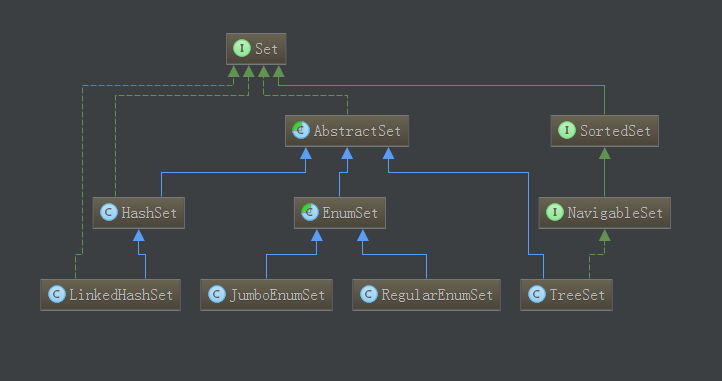 I Set
C AbstractSet
I SortedSet
C HashSet
C EnumSet
I NavigableSet
C LinkedHashSet
C JumboEnumSet
C RegularEnumSet
C TreeSet